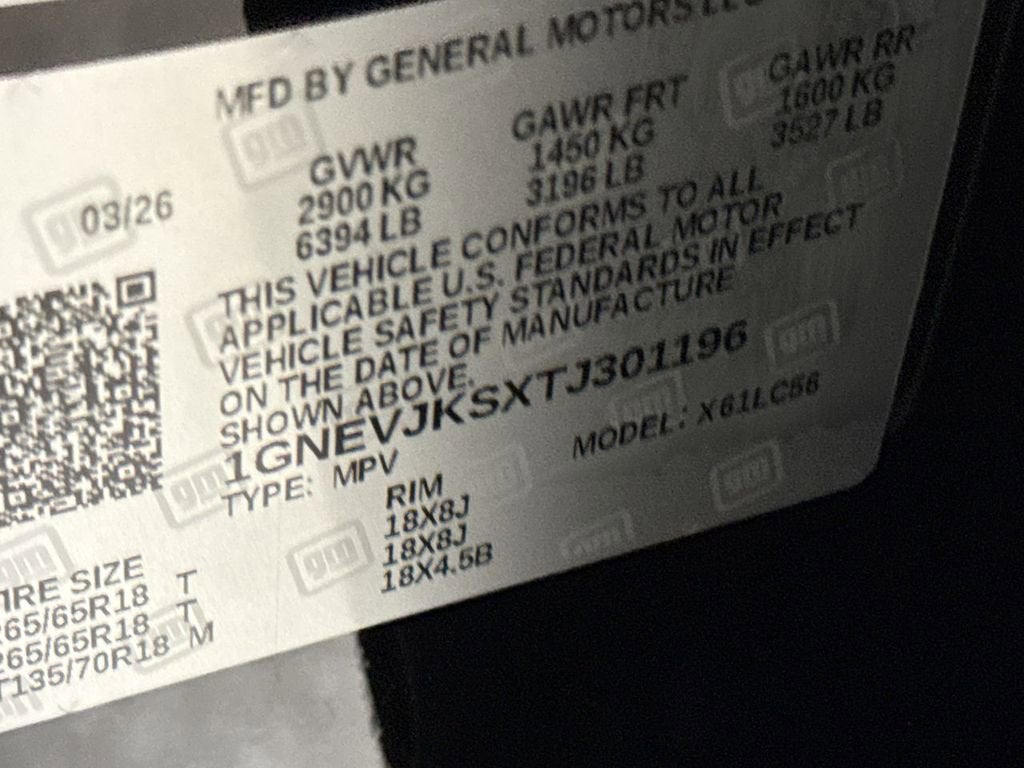 MFD BY GENERAL MOTORS LLC
GVWR GAWR FRT GAWR RR
03/26 2900 KG 1450 KG 1600 KG
6394 LB 3196 LB 3527 LB
THIS VEHICLE CONFORMS TO ALL
APPLICABLE U.S. FEDERAL MOTOR
VEHICLE SAFETY STANDARDS IN EFFECT
ON THE DATE OF MANUFACTURE
SHOWN ABOVE.
1GNEVJKSXTJ301196
TYPE: MPV MODEL: X61LC56
IRE SIZE RIM
265/65R18 T 18X8J
265/65R18 T 18X8J
T135/70R18 M 18X4.5B